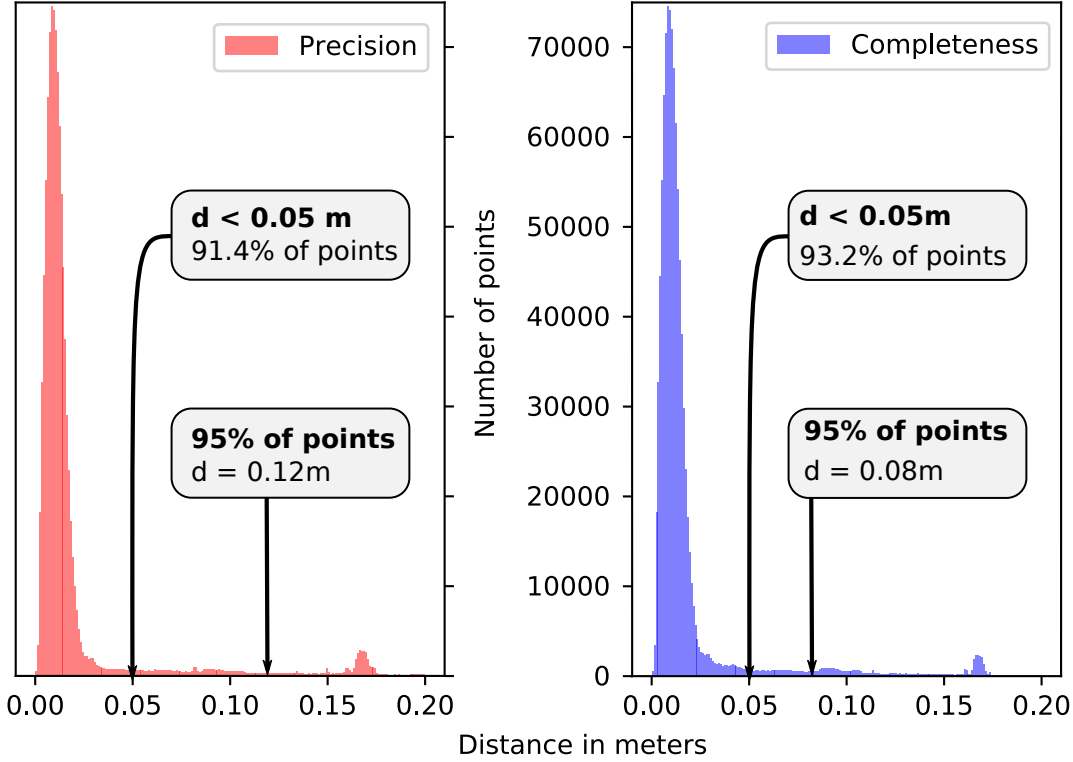 Precision
d < 0.05 m
91.4% of points
95% of points
d = 0.12m
0.00 0.05 0.10 0.15 0.20
Number of points
70000
60000
50000
40000
30000
20000
10000
0
Completeness
d < 0.05m
93.2% of points
95% of points
d = 0.08m
0.00 0.05 0.10 0.15 0.20
Distance in meters